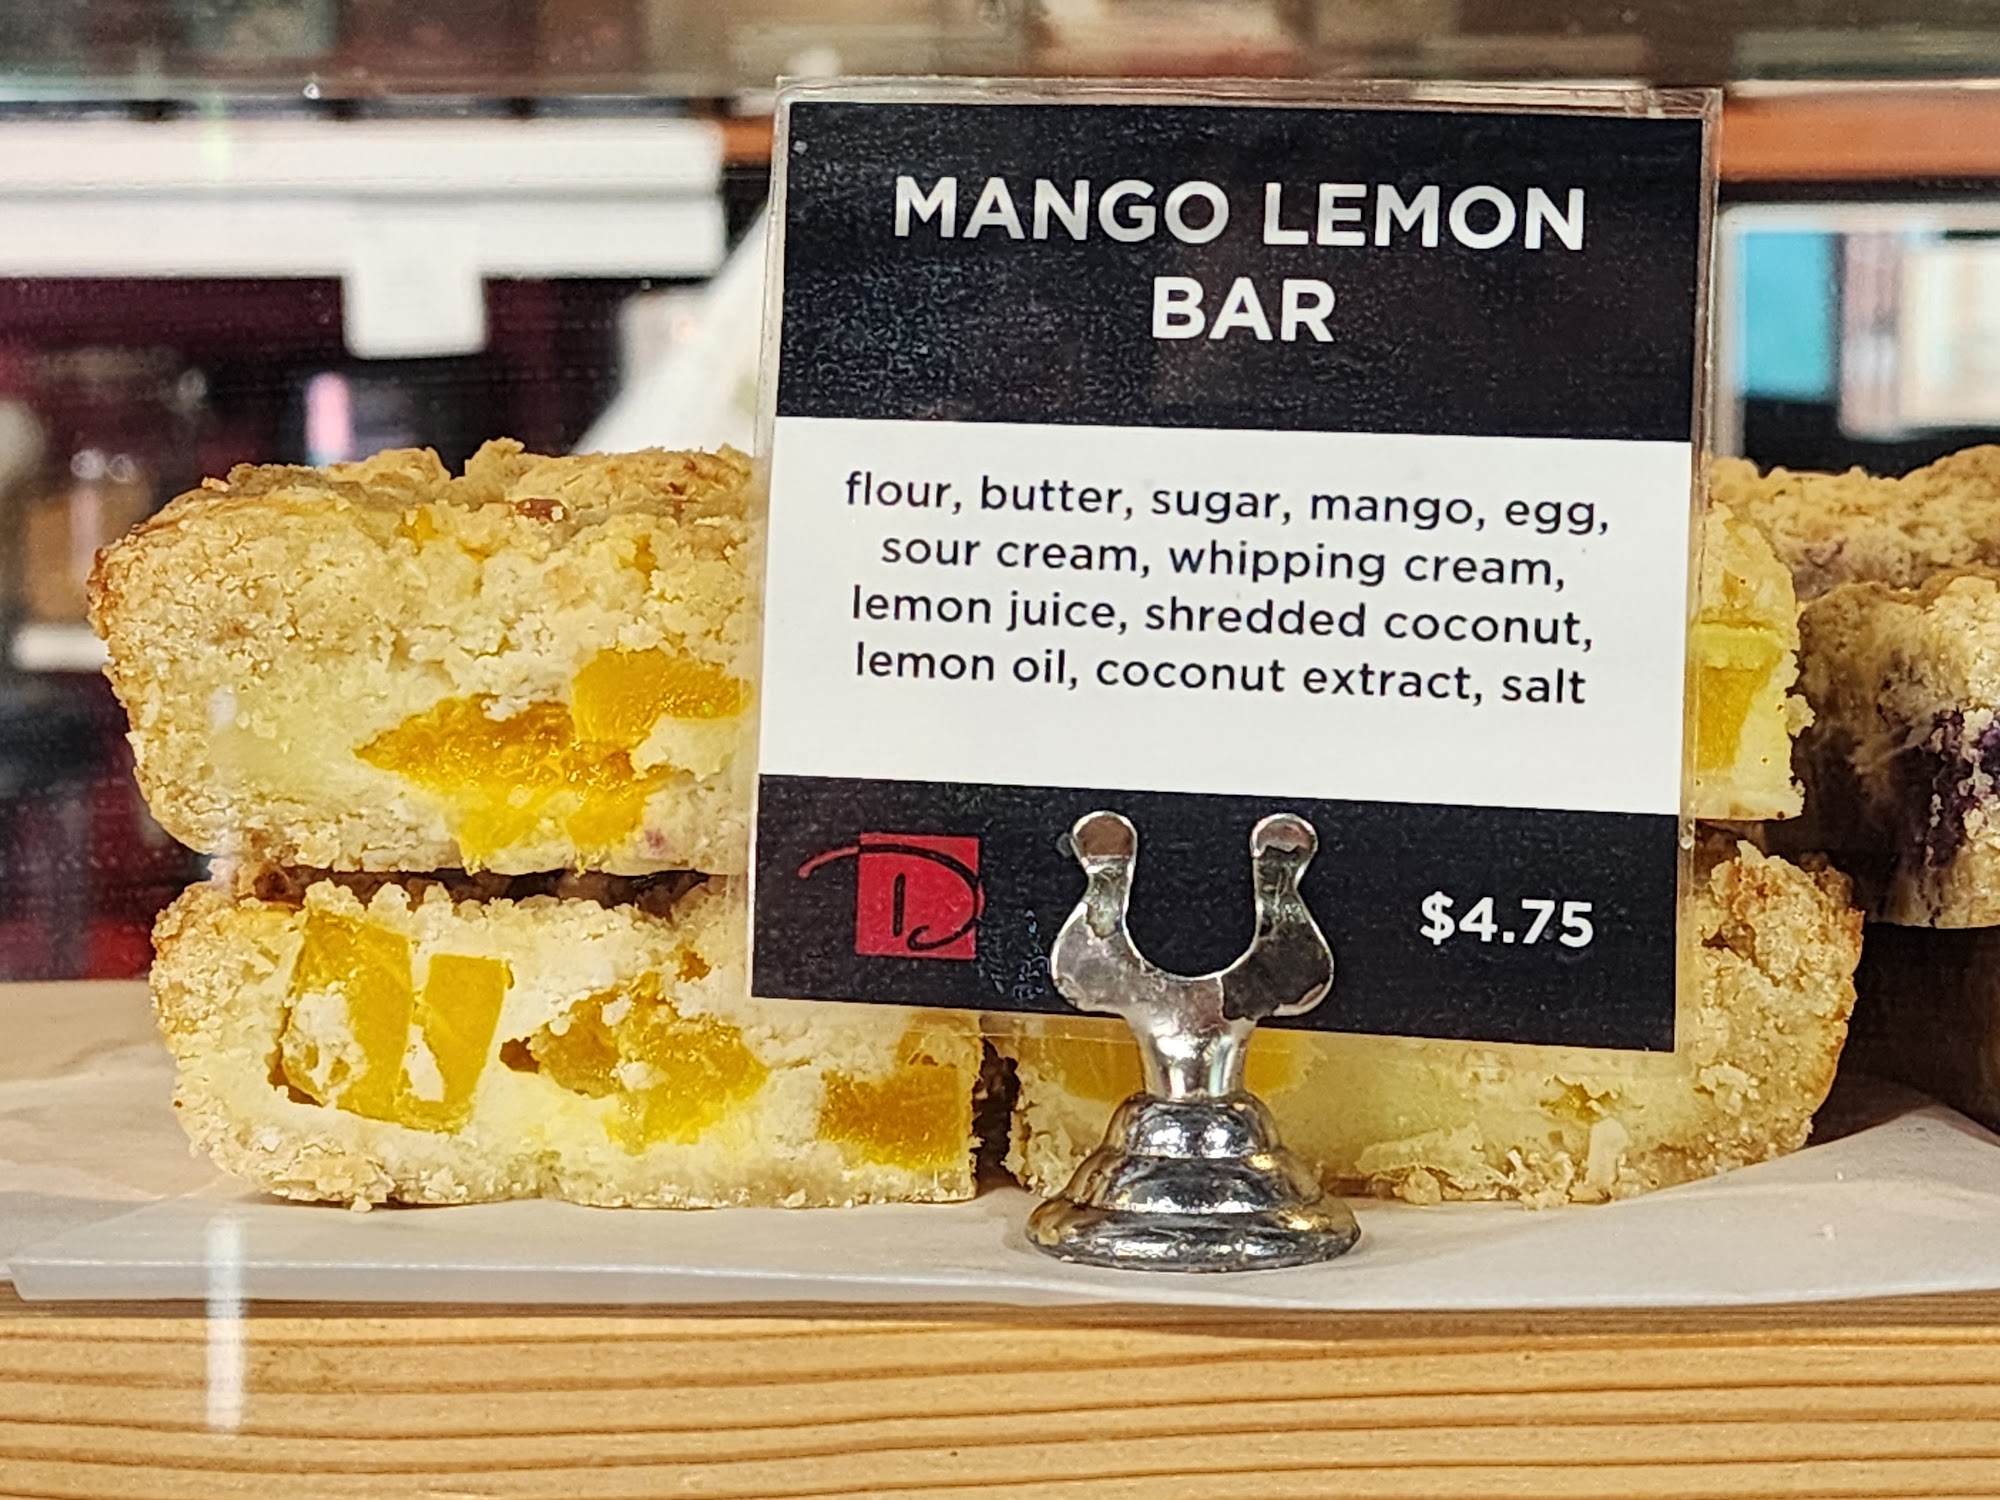 MANGO LEMON
BAR
flour, butter, sugar, mango, egg,
sour cream, whipping cream,
lemon juice, shredded coconut,
lemon oil, coconut extract, salt
D
$4.75